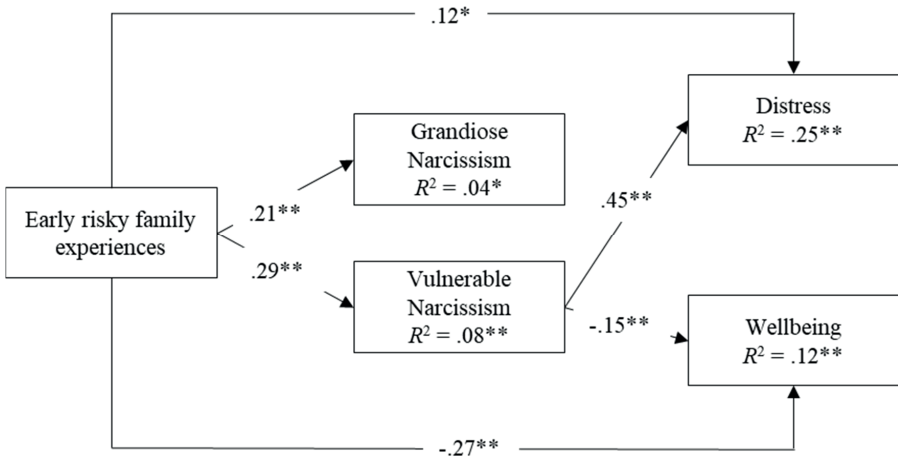 .12*
Distress
R² = .25**
Grandiose
Narcissism
R² = .04*
.21**
.45**
Early risky family
experiences
.29**
Vulnerable
Narcissism
R² = .08**
-.15**
Wellbeing
R² = .12**
-.27**